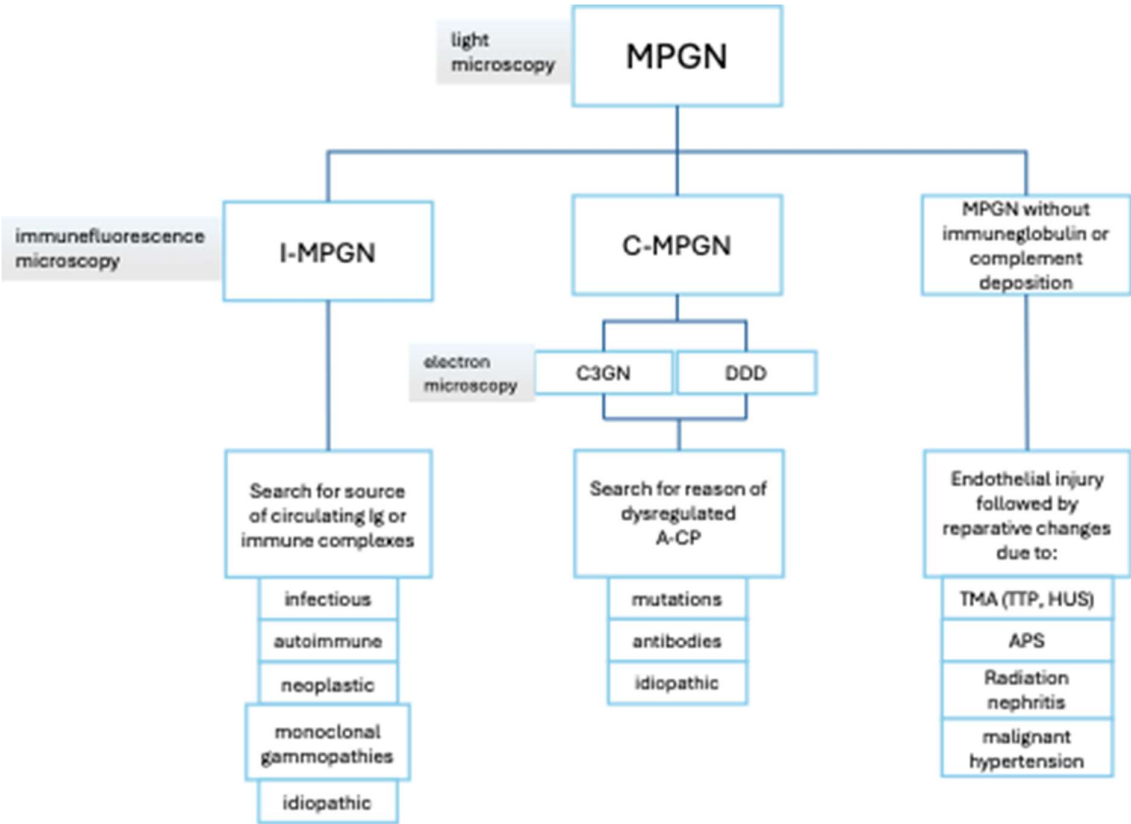 light
microscopy
MPGN
immunefluorescence
microscopy
I-MPGN
C-MPGN
MPGN without
immuneglobulin or
complement
deposition
electron
microscopy
C3GN
DDD
Search for source
of circulating Ig or
immune complexes
infectious
autoimmune
neoplastic
monoclonal
gammopathies
idiopathic
Search for reason of
dysregulated
A-CP
mutations
antibodies
idiopathic
Endothelial injury
followed by
reparative changes
due to:
TMA (TTP, HUS)
APS
Radiation
nephritis
malignant
hypertension